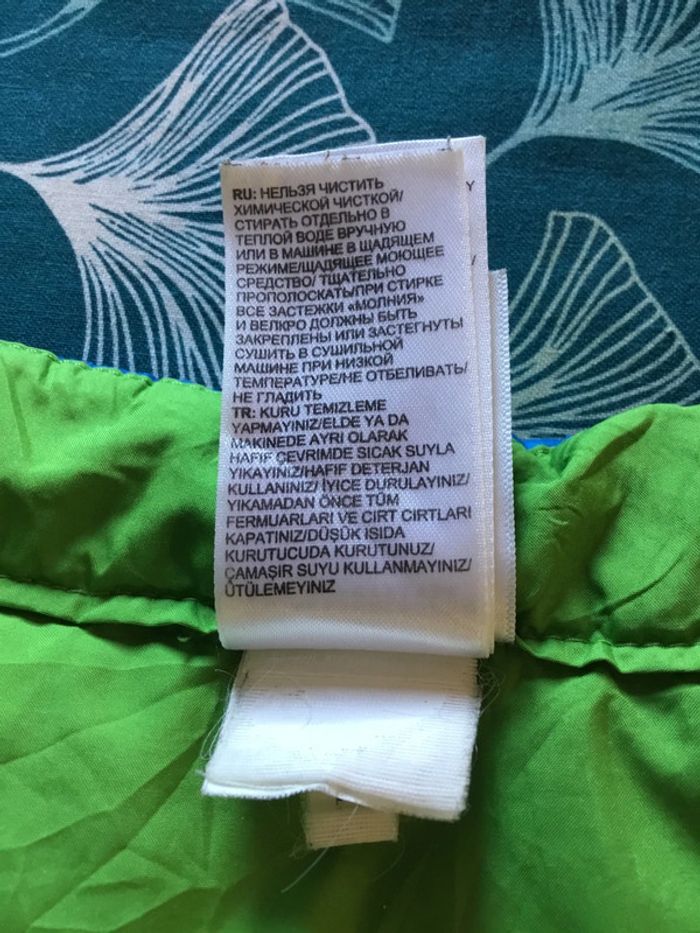 RU: НЕЛЬЗЯ ЧИСТИТЬ
ХИМИЧЕСКОЙ ЧИСТКОЙ/
СТИРАТЬ ОТДЕЛЬНО В
ТЕПЛОЙ ВОДЕ ВРУЧНУЮ
ИЛИ В МАШИНЕ В ЩАДЯЩЕМ
РЕЖИМЕ/ЩАДЯЩЕЕ МОЮЩЕЕ
СРЕДСТВО/ ТЩАТЕЛЬНО
ПРОПОЛОСКАТЬ/ПРИ СТИРКЕ
ВСЕ ЗАСТЕЖКИ «МОЛНИЯ»
И ВЕЛКРО ДОЛЖНЫ БЫТЬ
ЗАКРЕПЛЕНЫ ИЛИ ЗАСТЕГНУТЫ
СУШИТЬ В СУШИЛЬНОЙ
МАШИНЕ ПРИ НИЗКОЙ
ТЕМПЕРАТУРЕ/НЕ ОТБЕЛИВАТЬ/
НЕ ГЛАДИТЬ
TR: KURU TEMIZLEME
YAPMAYINIZ/ELDE YA DA
MAKINEDE AYRI OLARAK
HAFIF ÇEVRIMDE SICAK SUYLA
YIKAYINIZ/HAFIF DETERJAN
KULLANINIZ/ IYICE DURULAYINIZ/
YIKAMADAN ÖNCE TÜM
FERMUARLARI VE CIRT CIRTLARI
KAPATINIZ/DÜŞÜK ISIDA
KURUTUCUDA KURUTUNUZ/
ÇAMAŞIR SUYU KULLANMAYINIZ/
ÜTÜLEMEYINIZ